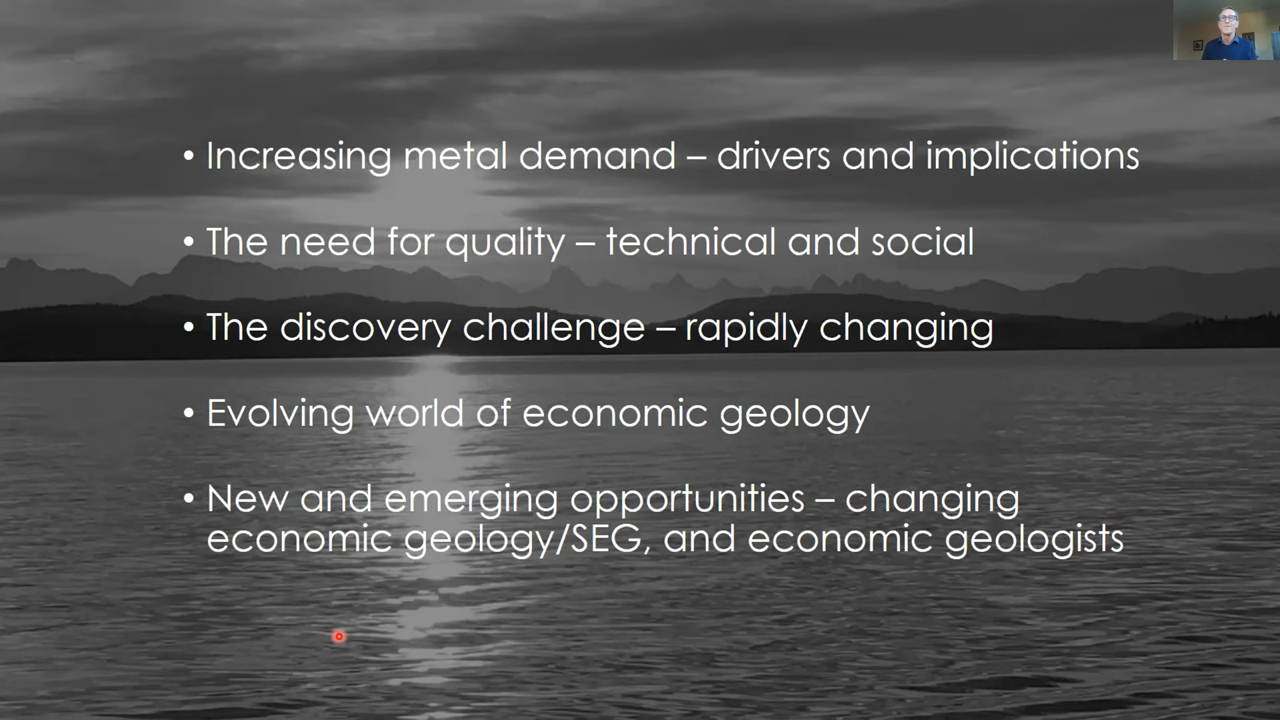 • Increasing metal demand – drivers and implications
• The need for quality – technical and social
• The discovery challenge – rapidly changing
• Evolving world of economic geology
• New and emerging opportunities – changing
economic geology/SEG, and economic geologists